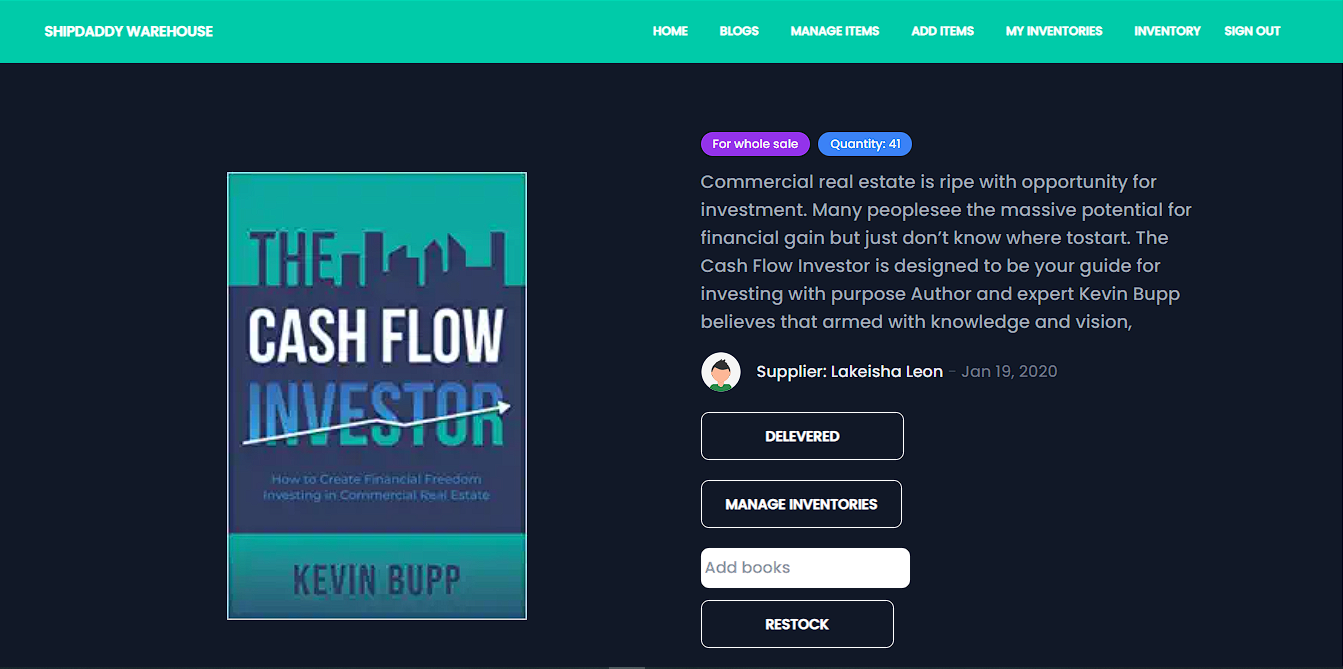 SHIPDADDY WAREHOUSE
HOME BLOGS MANAGE ITEMS ADD ITEMS MY INVENTORIES INVENTORY SIGN OUT
THE
CASH FLOW
INVESTOR
How to Create Financial Freedom
Investing in Commercial Real Estate
KEVIN BUPP
For whole sale Quantity: 41
Commercial real estate is ripe with opportunity for
investment. Many peoplesee the massive potential for
financial gain but just don’t know where tostart. The
Cash Flow Investor is designed to be your guide for
investing with purpose Author and expert Kevin Bupp
believes that armed with knowledge and vision,
Supplier: Lakeisha Leon - Jan 19, 2020
DELEVERED
MANAGE INVENTORIES
Add books
RESTOCK